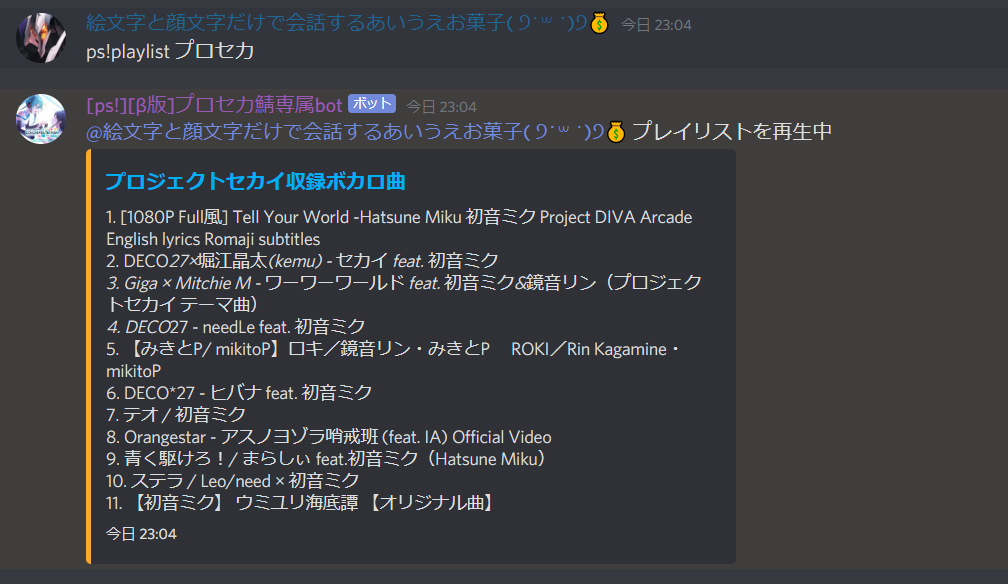 絵文字と顔文字だけで会話するあいうえお菓子( ੭˙꒳˙)੭💰 今日 23:04
ps!playlist プロセカ
[ps!][β版]プロセカ鯖専属bot ボット 今日 23:04
@絵文字と顔文字だけで会話するあいうえお菓子( ੭˙꒳˙)੭💰 プレイリストを再生中
プロジェクトセカイ収録ボカロ曲
1. [1080P Full風] Tell Your World -Hatsune Miku 初音ミク Project DIVA Arcade
English lyrics Romaji subtitles
2. DECO27×堀江晶太(kemu) - セカイ feat. 初音ミク
3. Giga × Mitchie M - ワーワーワールド feat. 初音ミク&鏡音リン（プロジェク
トセカイ テーマ曲）
4. DECO27 - needLe feat. 初音ミク
5. 【みきとP/ mikitoP】ロキ／鏡音リン・みきとP　ROKI／Rin Kagamine・
mikitoP
6. DECO*27 - ヒバナ feat. 初音ミク
7. テオ / 初音ミク
8. Orangestar - アスノヨゾラ哨戒班 (feat. IA) Official Video
9. 青く駆けろ！/ まらしぃ feat.初音ミク（Hatsune Miku）
10. ステラ / Leo/need × 初音ミク
11. 【初音ミク】 ウミユリ海底譚 【オリジナル曲】
今日 23:04